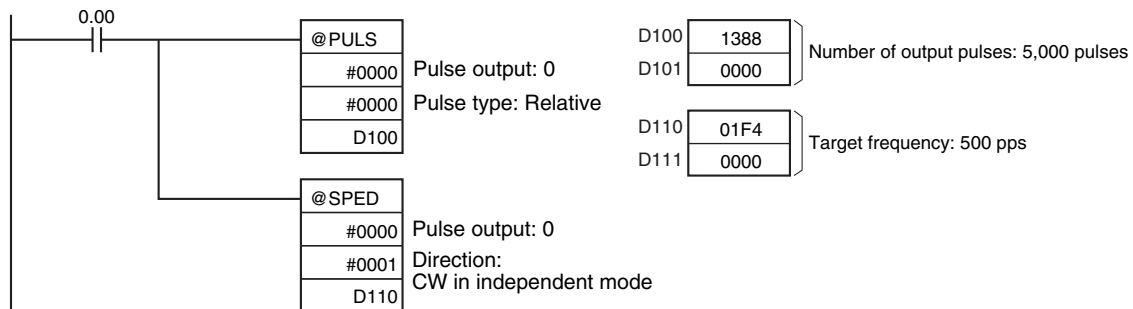 0.00
@PULS
#0000 Pulse output: 0
#0000 Pulse type: Relative
D100
D100 1388
D101 0000
Number of output pulses: 5,000 pulses
D110 01F4
D111 0000
Target frequency: 500 pps
@SPED
#0000 Pulse output: 0
#0001 Direction:
CW in independent mode
D110